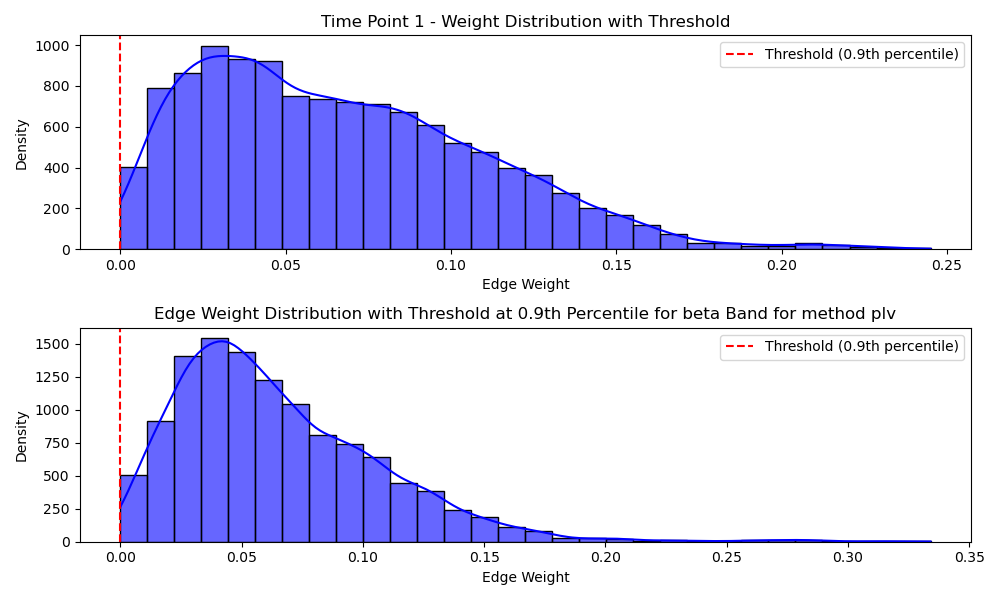 Time Point 1 - Weight Distribution with Threshold
Threshold (0.9th percentile)
Density
1000
800
600
400
200
0
0.00 0.05 0.10 0.15 0.20 0.25
Edge Weight
Edge Weight Distribution with Threshold at 0.9th Percentile for beta Band for method plv
Threshold (0.9th percentile)
Density
1500
1250
1000
750
500
250
0
0.00 0.05 0.10 0.15 0.20 0.25 0.30 0.35
Edge Weight